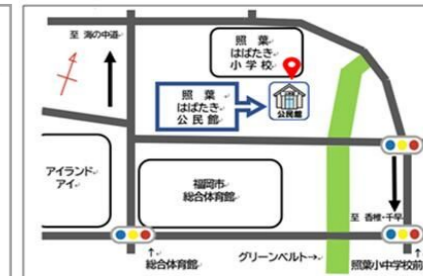 至 海の中道
照葉
はばたき
小学校
照葉
はばたき
公民館
公民館
アイランド
アイ
福岡市
総合体育館
至 香椎・千早
↑
総合体育館
グリーンベルト→
↑
照葉小中学校前